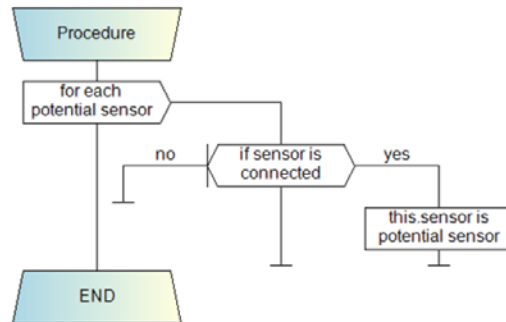 Procedure
for each
potential sensor
no
if sensor is
connected
yes
this.sensor is
potential sensor
END